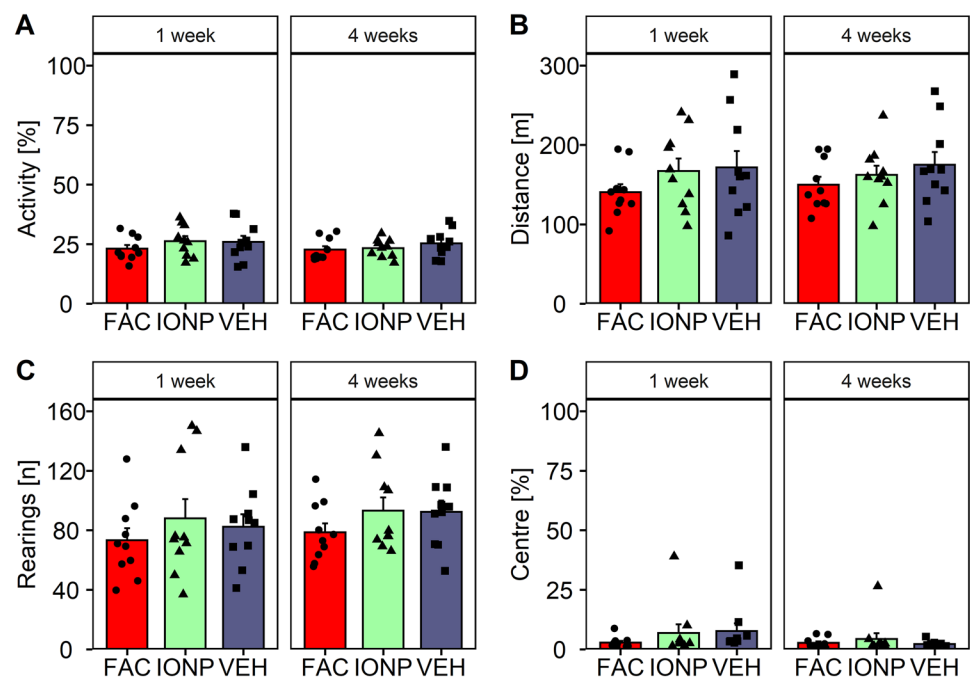 A
1 week
4 weeks
Activity [%]
100
75
50
25
0
FAC IONP VEH
FAC IONP VEH
B
1 week
4 weeks
Distance [m]
300
200
100
0
FAC IONP VEH
FAC IONP VEH
C
1 week
4 weeks
Rearings [n]
160
120
80
40
0
FAC IONP VEH
FAC IONP VEH
D
1 week
4 weeks
Centre [%]
100
75
50
25
0
FAC IONP VEH
FAC IONP VEH